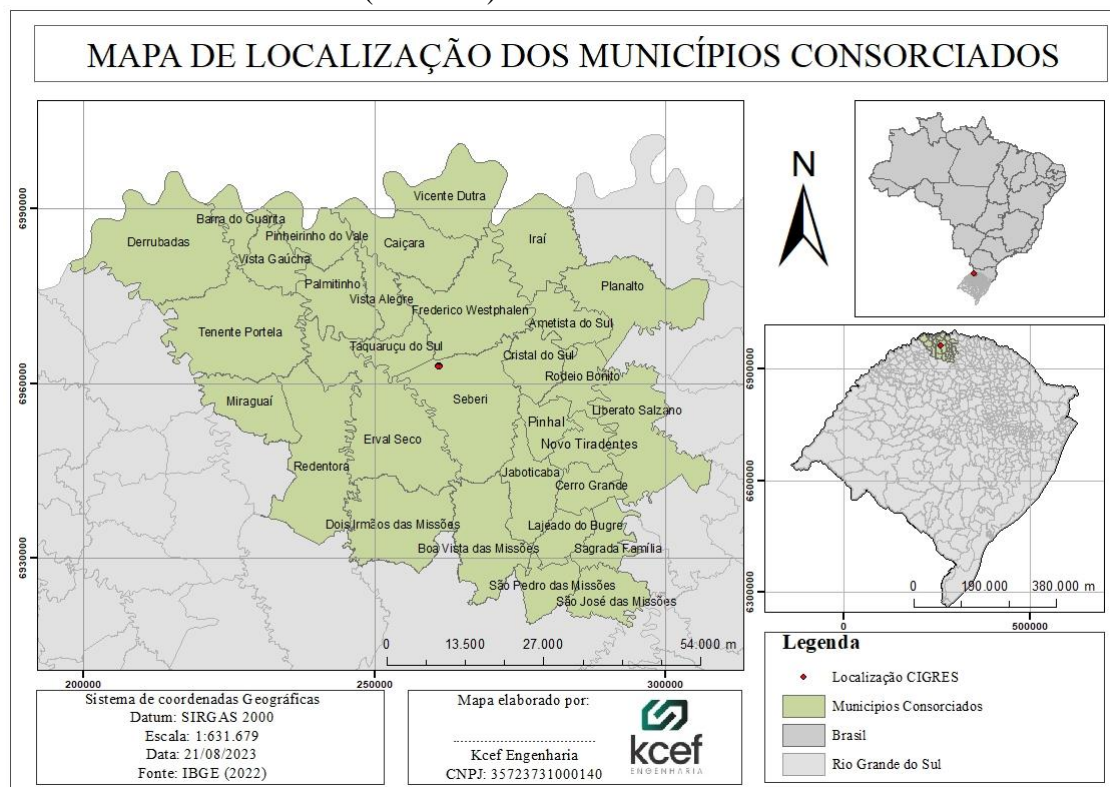 MAPA DE LOCALIZAÇÃO DOS MUNICÍPIOS CONSORCIADOS
Vicente Dutra
Barra do Guarita
Derrubadas
Pinheirinho do Vale
Caiçara
Iraí
Vista Gaúcha
Palmitinho
Planalto
Vista Alegre
Frederico Westphalen
Ametista do Sul
Tenente Portela
Taquaruçu do Sul
Cristal do Sul
Rodeio Bonito
Miraguaí
Seberi
Liberato Salzano
Pinhal
Erval Seco
Novo Tiradentes
Redentora
Jaboticaba
Cerro Grande
Dois Irmãos das Missões
Lajeado do Bugre
Boa Vista das Missões
Sagrada Família
São Pedro das Missões
São José das Missões
0 13.500 27.000 54.000 m
6990000
6960000
6930000
200000 250000 300000
N
6900000
6600000
6300000
0 190.000 380.000 m
0 500000
Sistema de coordenadas Geográficas
Datum: SIRGAS 2000
Escala: 1:631.679
Data: 21/08/2023
Fonte: IBGE (2022)
Mapa elaborado por:
Kcef Engenharia
CNPJ: 35723731000140
kcef
ENGENHARIA
Legenda
Localização CIGRES
Municipios Consorciados
Brasil
Rio Grande do Sul